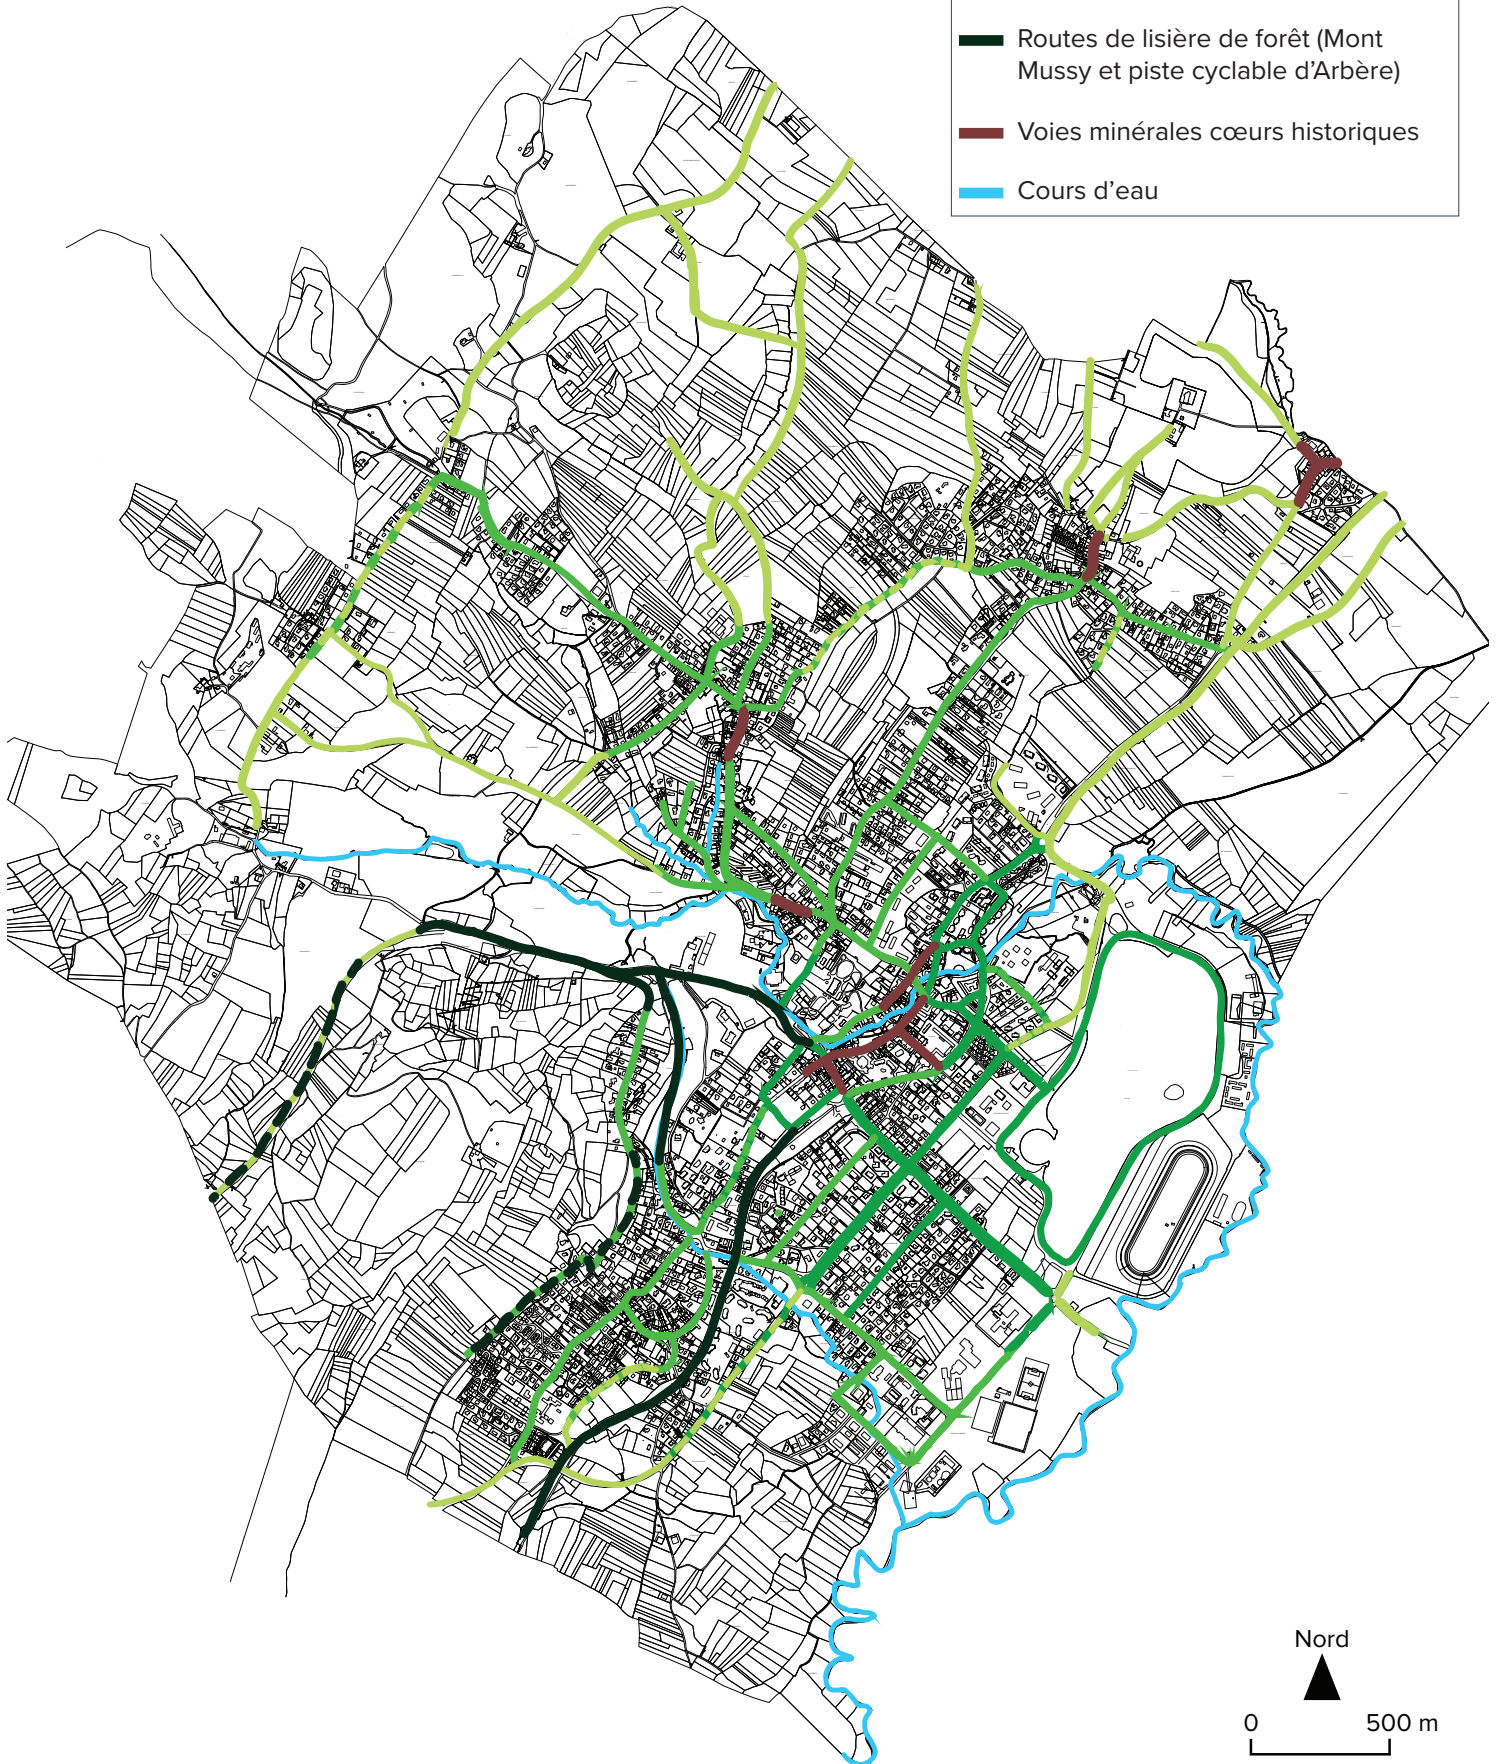 Routes de lisière de forêt (Mont
Mussy et piste cyclable d’Arbère)
Voies minérales cœurs historiques
Cours d’eau
Nord
0 500 m